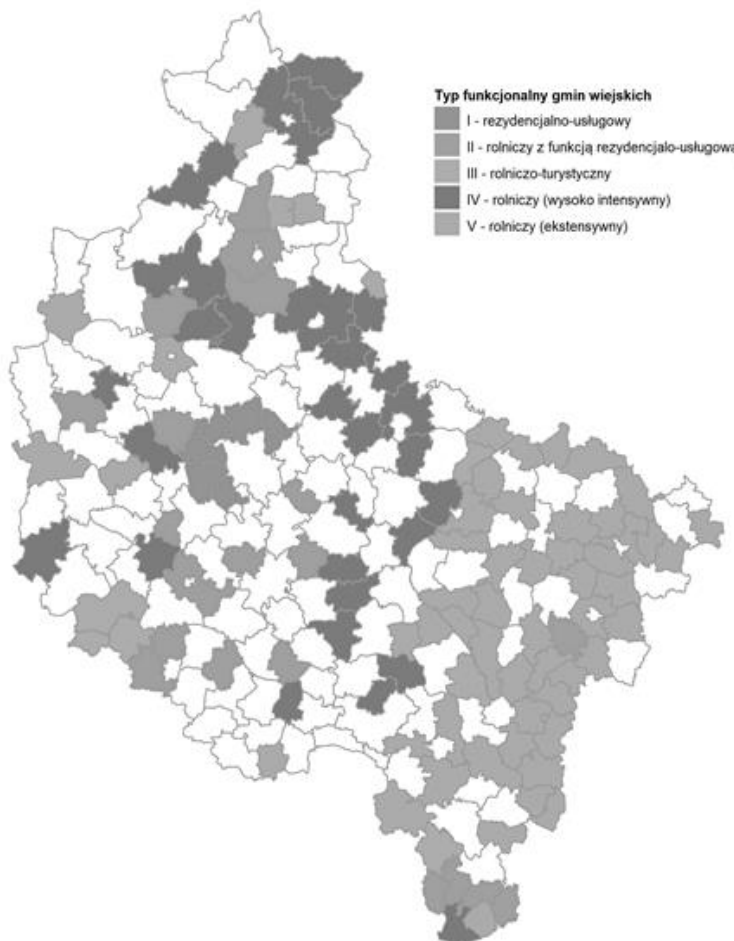 Typ funkcjonalny gmin wiejskich
I - rezydencjalno-usługowy
II - rolniczy z funkcją rezydencjalo-usługową
III - rolniczo-turystyczny
IV - rolniczy (wysoko intensywny)
V - rolniczy (ekstensywny)